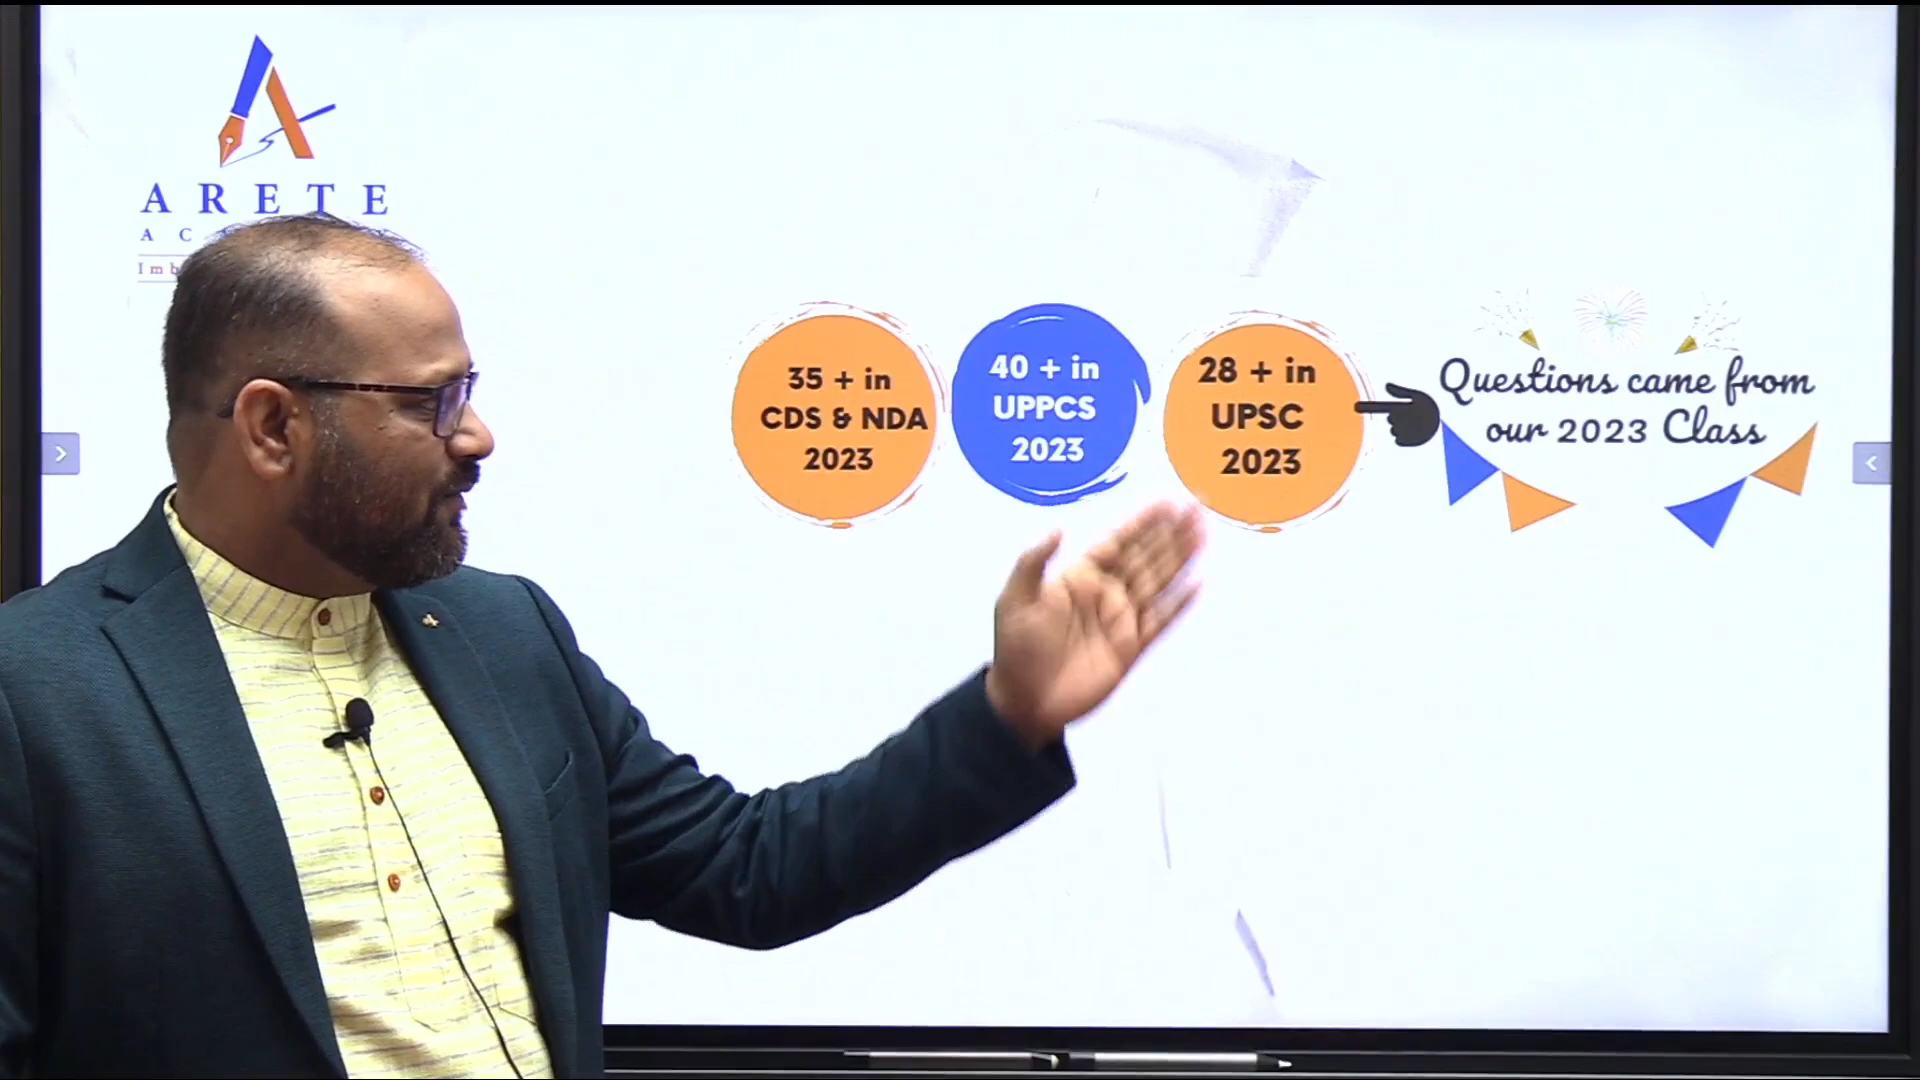 ARETE
35 + in
CDS & NDA
2023
40 + in
UPPCS
2023
28 + in
UPSC
2023
Questions came from
our 2023 Class